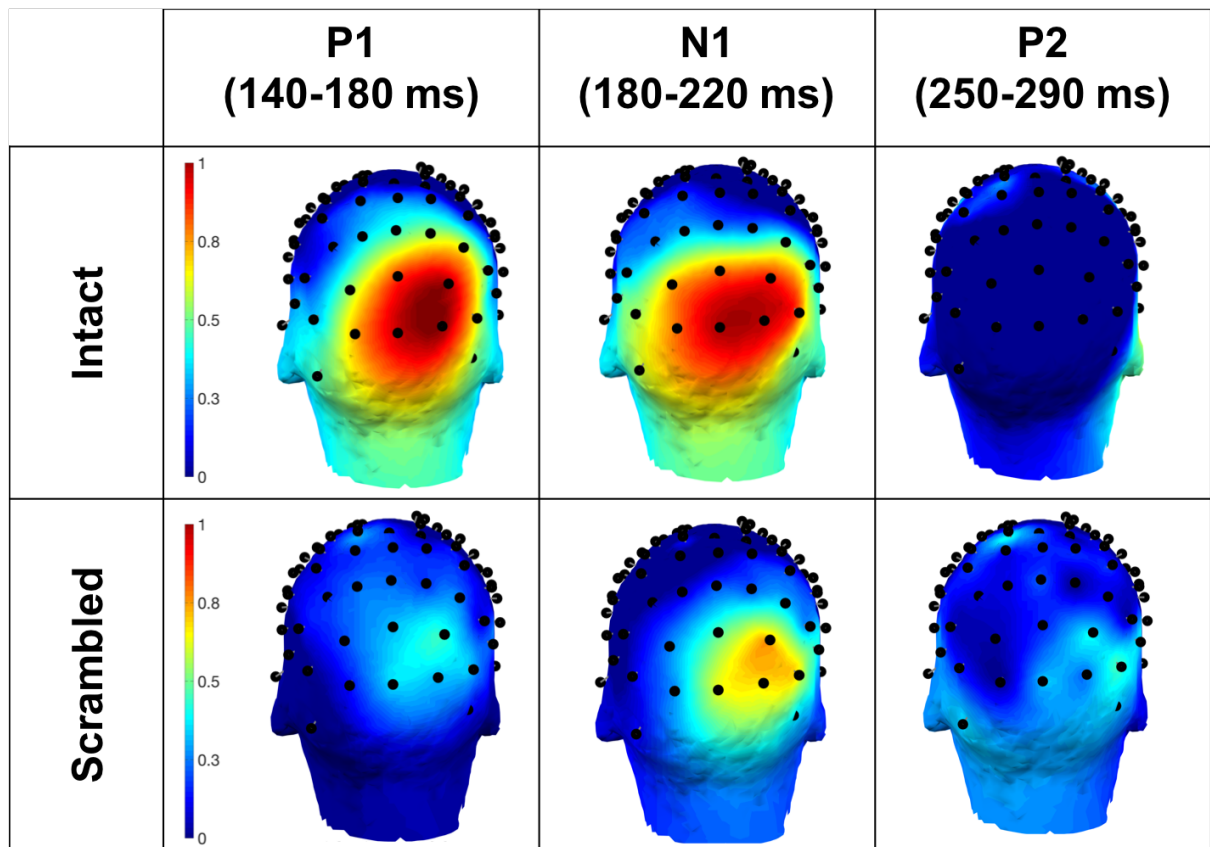 P1
(140-180 ms)
N1
(180-220 ms)
P2
(250-290 ms)
Intact
1
0.8
0.5
0.3
0
Scrambled
1
0.8
0.5
0.3
0